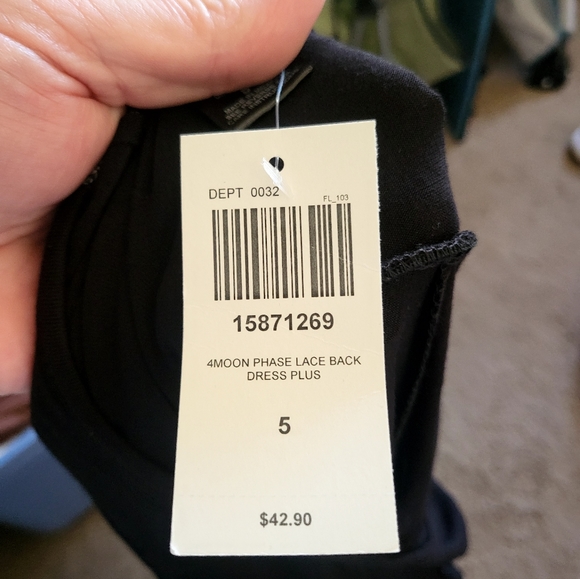 DEPT 0032
FL_103
15871269
4MOON PHASE LACE BACK
DRESS PLUS
5
$42.90